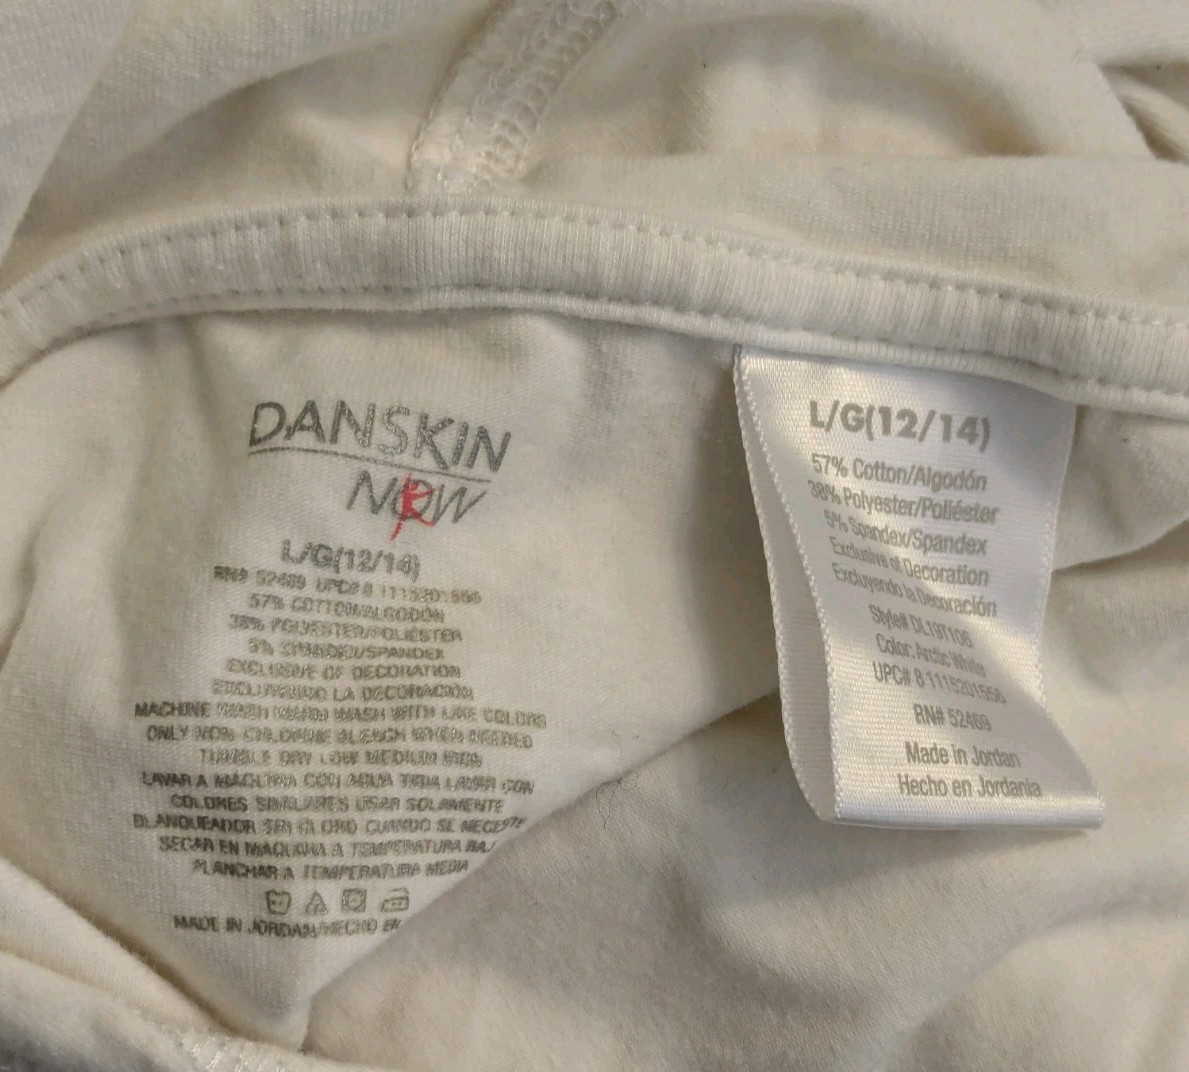 DANSKIN
NOW
L/G(12/14)
RN# 52469 UPC# 8 1115201556
57% COTTON/ALGODÓN
38% POLYESTER/POLIÉSTER
5% SPANDEX/SPANDEX
EXCLUSIVE OF DECORATION
EXCLUYENDO LA DECORACIÓN
MACHINE WASH WARM WASH WITH LIKE COLORS
ONLY NON-CHLORINE BLEACH WHEN NEEDED
TUMBLE DRY LOW MEDIUM IRON
LAVAR A MAQUINA CON AGUA TIBIA LAVAR CON
COLORES SIMILARES USAR SOLAMENTE
BLANQUEADOR SIN CLORO CUANDO SE NECESITE
SECAR EN MAQUINA A TEMPERATURA BAJ
PLANCHAR A TEMPERATURA MEDIA
MADE IN JORDAN/HECHO EN
L/G(12/14)
57% Cotton/Algodón
38% Polyester/Poliéster
5% Spandex/Spandex
Exclusive of Decoration
Excluyendo la Decoración
Style# DL19T108
Color: Arctic White
UPC# 8 1115201556
RN# 52469
Made in Jordan
Hecho en Jordania